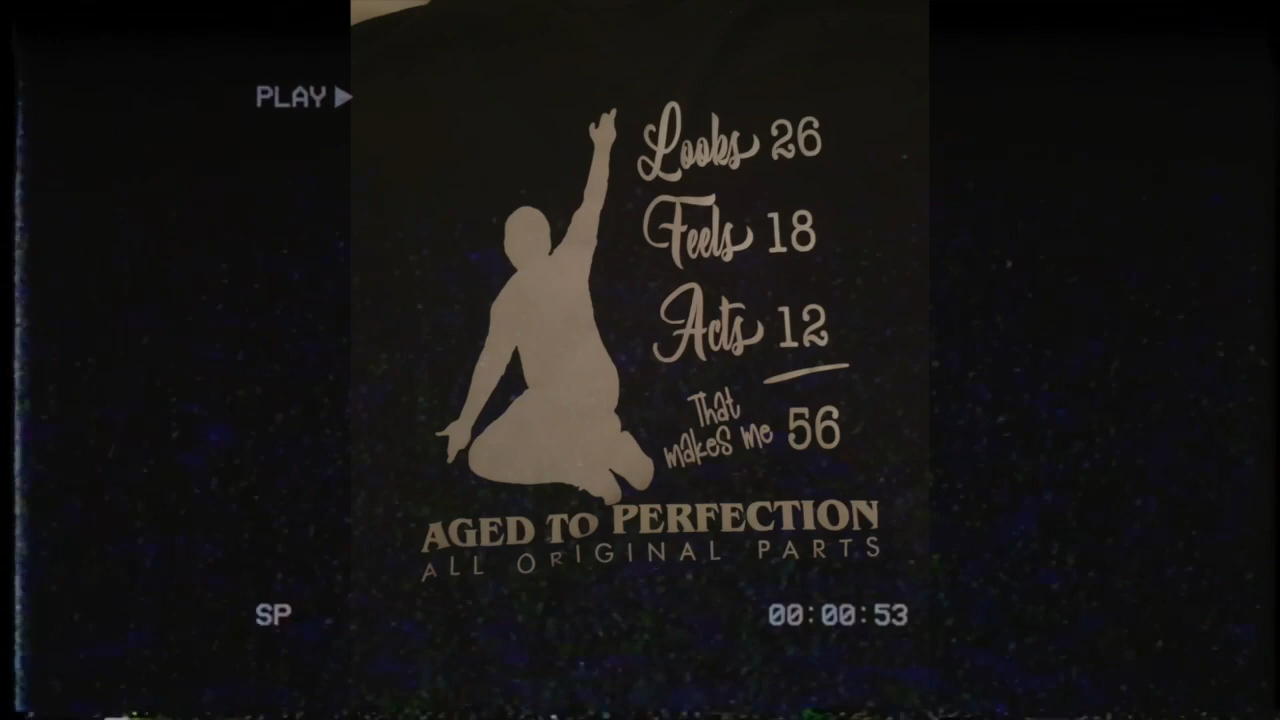 PLAY
Looks 26
Feels 18
Acts 12
That
makes me 56
AGED TO PERFECTION
ALL ORIGINAL PARTS
SP
00:00:53